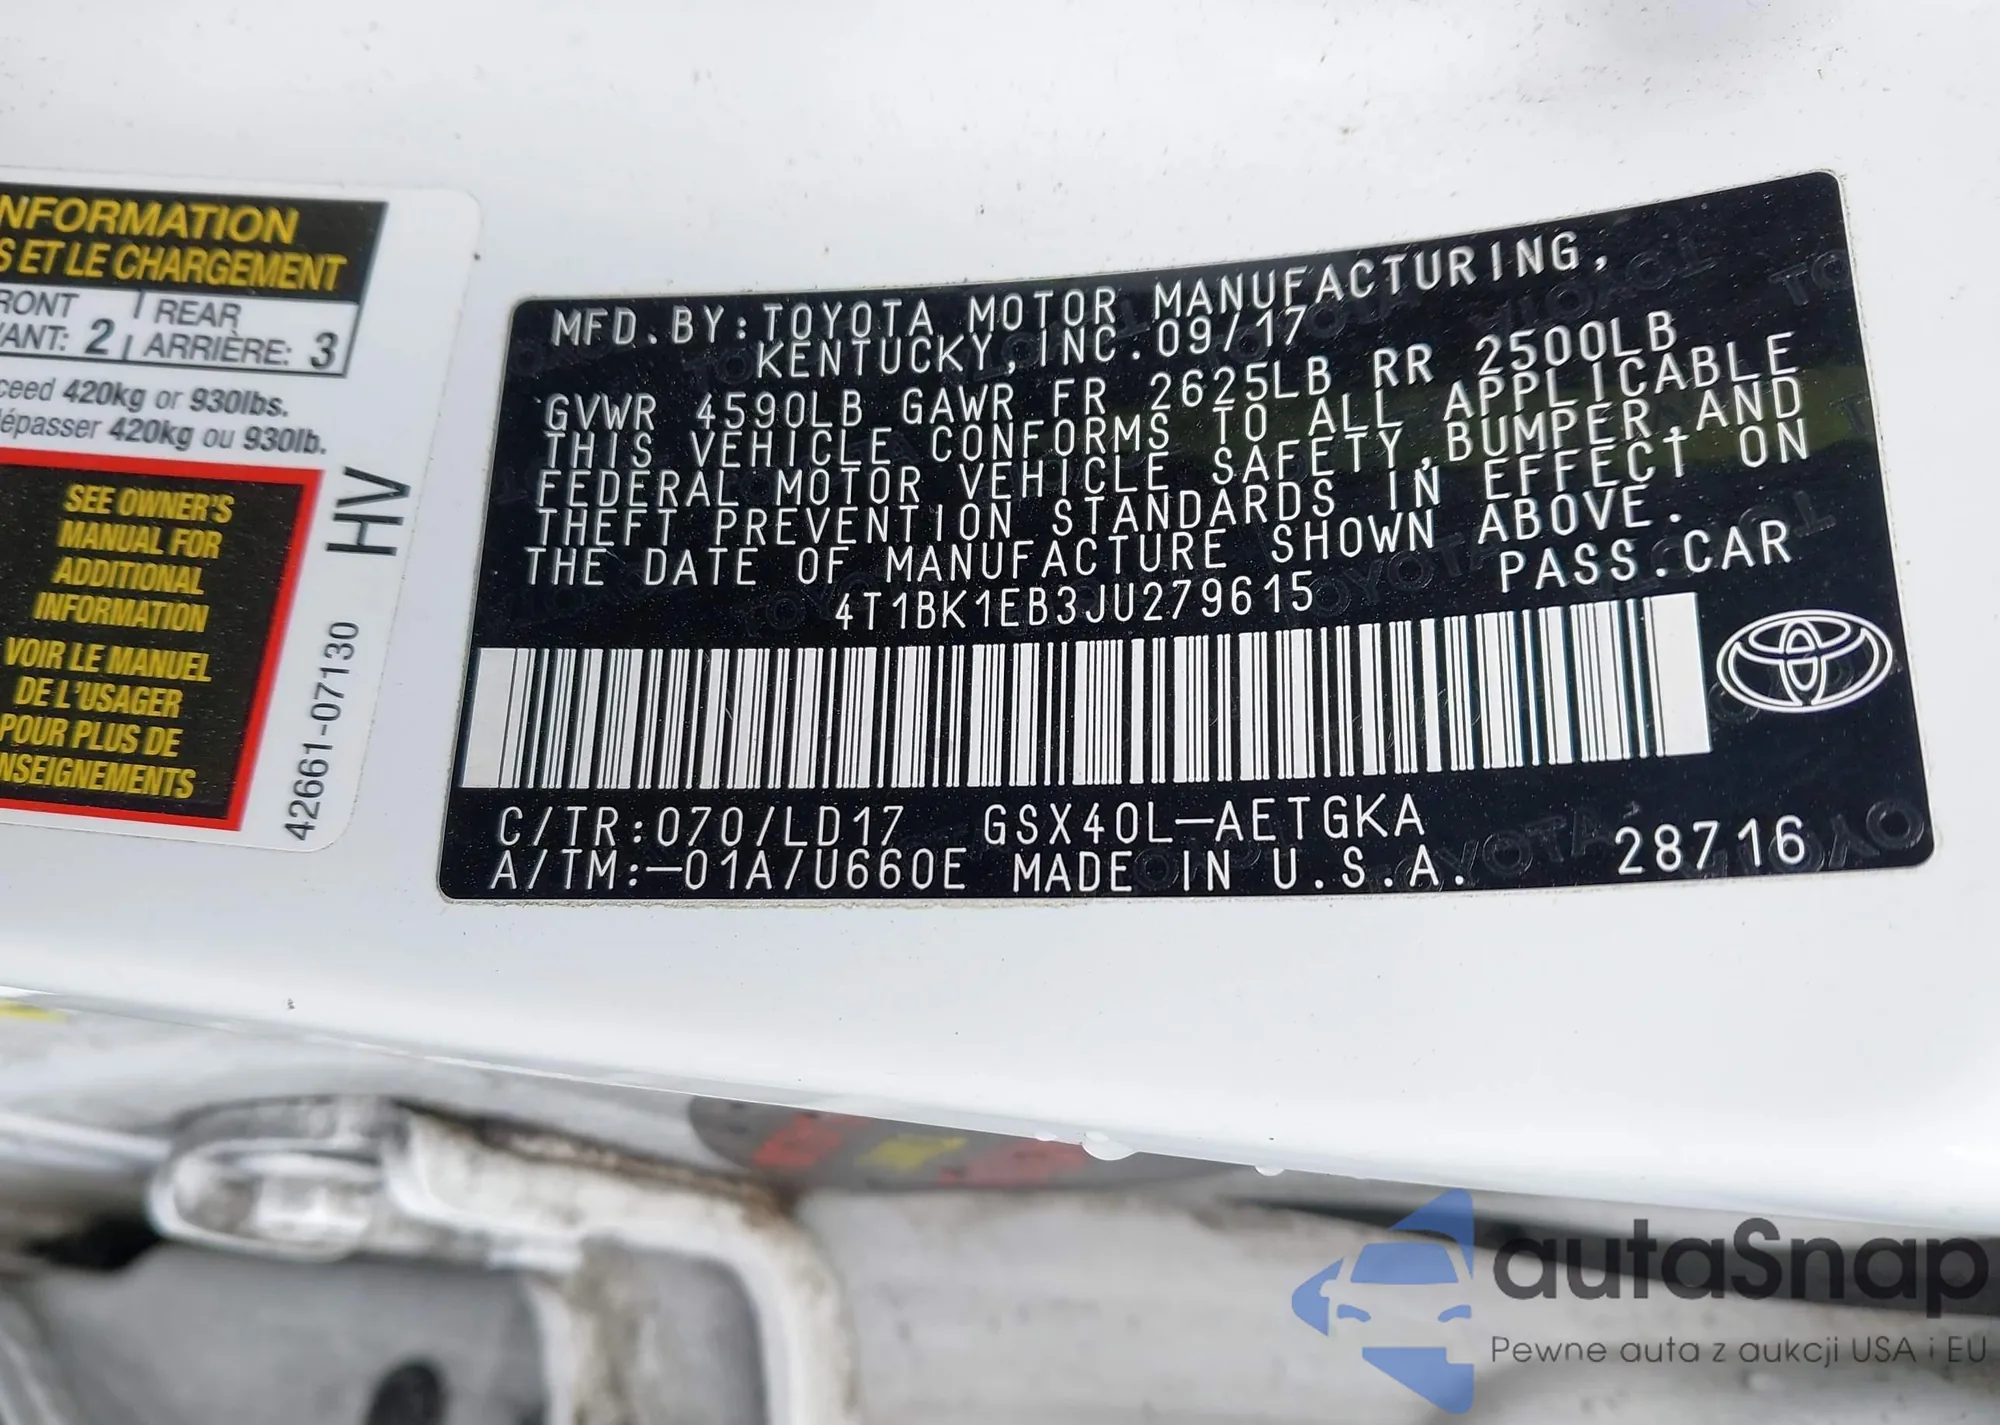 NFORMATION
S ET LE CHARGEMENT
RONT REAR
VANT: 2 ARRIÈRE: 3
ceed 420kg or 930lbs.
dépasser 420kg ou 930lb.
SEE OWNER'S
MANUAL FOR
ADDITIONAL
INFORMATION
VOIR LE MANUEL
DE L'USAGER
POUR PLUS DE
NSEIGNEMENTS
HV
42661-07130
MFD.BY:TOYOTA MOTOR MANUFACTURING,
KENTUCKY,INC.09/17
GVWR 4590LB GAWR FR 2625LB RR 2500LB
THIS VEHICLE CONFORMS TO ALL APPLICABLE
FEDERAL MOTOR VEHICLE SAFETY,BUMPER,AND
THEFT PREVENTION STANDARDS IN EFFECT ON
THE DATE OF MANUFACTURE SHOWN ABOVE.
4T1BK1EB3JU279615 PASS.CAR
C/TR:070/LD17 GSX40L-AETGKA
A/TM:-01A/U660E MADE IN U.S.A. 28716
autaSnap
Pewne auta z aukcji USA i EU